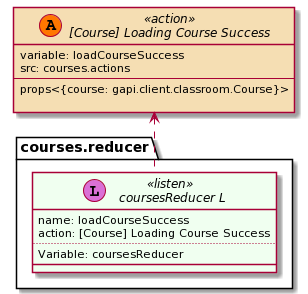 A
«action»
[Course] Loading Course Success
variable: loadCourseSuccess
src: courses.actions
props<{course: gapi.client.classroom.Course}>
courses.reducer
L
«listen»
coursesReducer L
name: loadCourseSuccess
action: [Course] Loading Course Success
Variable: coursesReducer